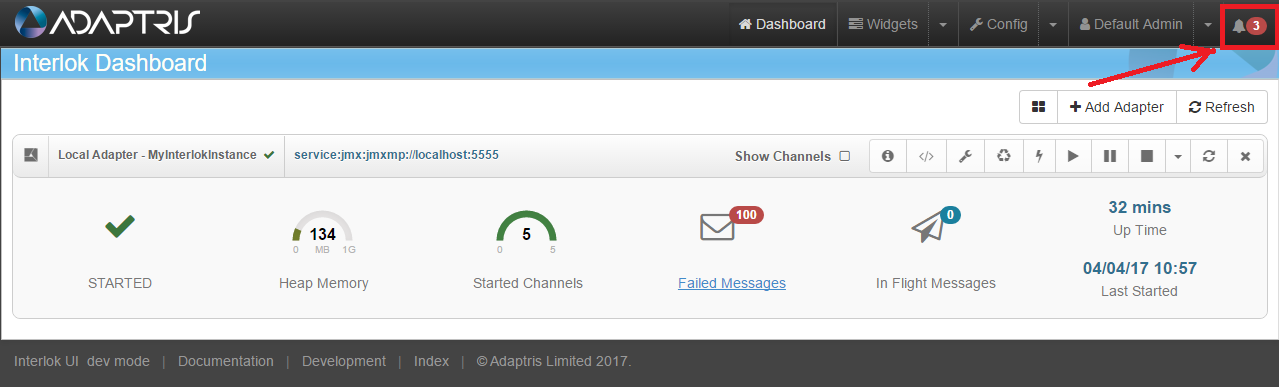 ADAPTRIS Dashboard Widgets Config Default Admin 3
Interlok Dashboard
Add Adapter Refresh
Local Adapter - MyInterlokInstance service:jmx:jmxmp://localhost:5555 Show Channels
134
0 MB 1G
5
0 5
100
0
32 mins
Up Time
04/04/17 10:57
Last Started
STARTED Heap Memory Started Channels Failed Messages In Flight Messages
Interlok UI dev mode | Documentation | Development | Index | © Adaptris Limited 2017.